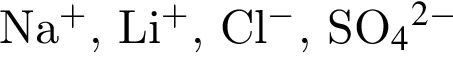 Na⁺, Li⁺, Cl⁻, SO₄²⁻